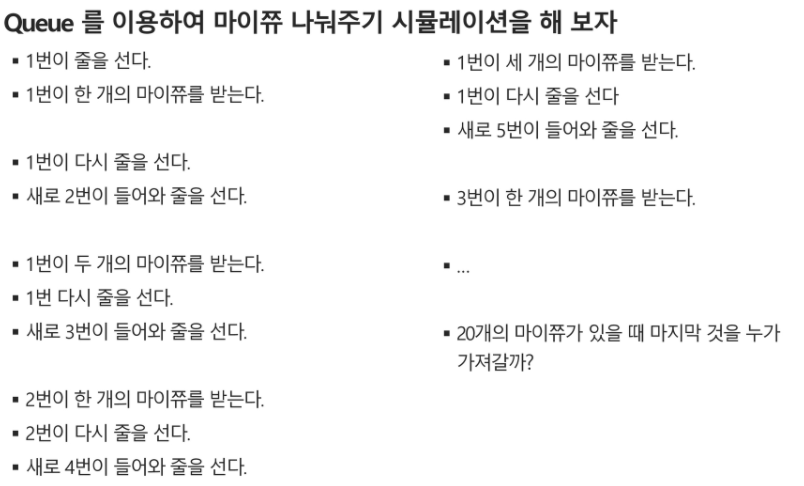 Queue 를 이용하여 마이쮸 나눠주기 시뮬레이션을 해 보자
▪ 1번이 줄을 선다.
▪ 1번이 한 개의 마이쮸를 받는다.
▪ 1번이 다시 줄을 선다.
▪ 새로 2번이 들어와 줄을 선다.
▪ 1번이 두 개의 마이쮸를 받는다.
▪ 1번 다시 줄을 선다.
▪ 새로 3번이 들어와 줄을 선다.
▪ 2번이 한 개의 마이쮸를 받는다.
▪ 2번이 다시 줄을 선다.
▪ 새로 4번이 들어와 줄을 선다.
▪ 1번이 세 개의 마이쮸를 받는다.
▪ 1번이 다시 줄을 선다
▪ 새로 5번이 들어와 줄을 선다.
▪ 3번이 한 개의 마이쮸를 받는다.
▪ ...
▪ 20개의 마이쮸가 있을 때 마지막 것을 누가
가져갈까?